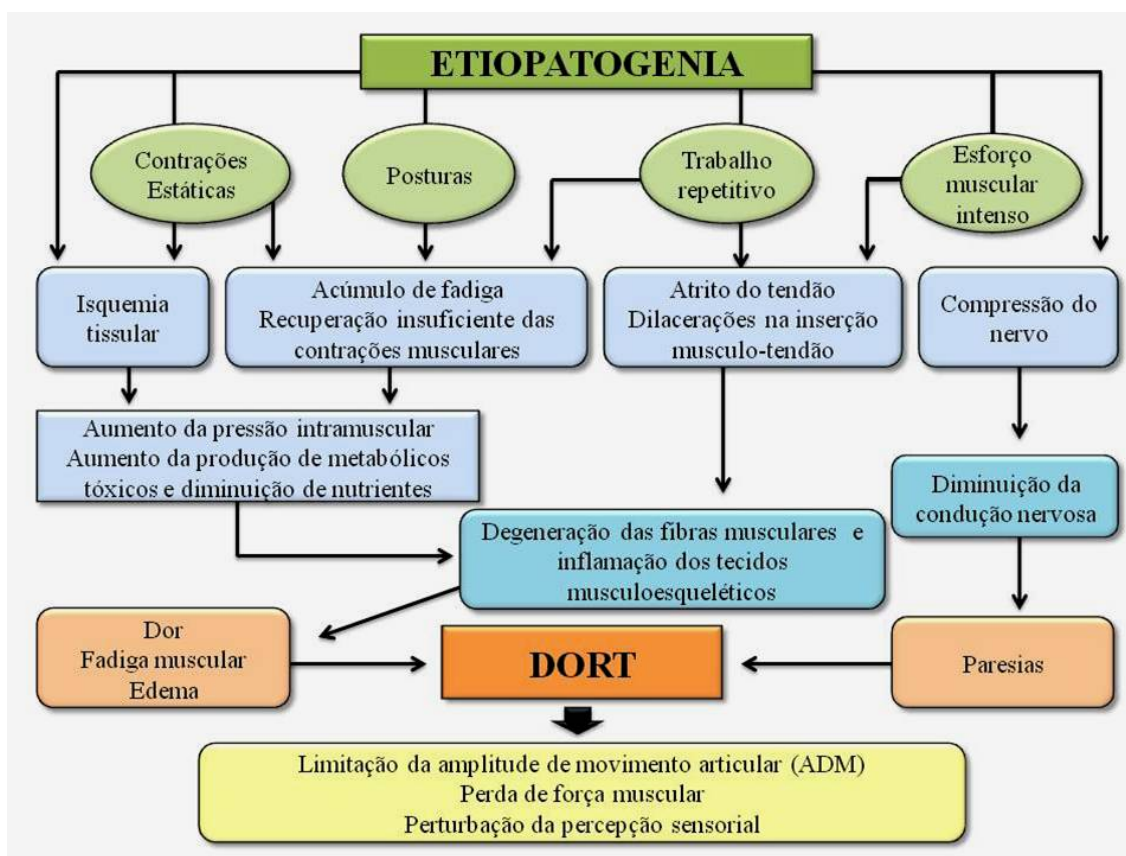 ETIOPATOGENIA
Contrações
Estáticas
Posturas
Trabalho
repetitivo
Esforço
muscular
intenso
Isquemia
tissular
Acúmulo de fadiga
Recuperação insuficiente das
contrações musculares
Atrito do tendão
Dilacerações na inserção
musculo-tendão
Compressão do
nervo
Aumento da pressão intramuscular
Aumento da produção de metabólicos
tóxicos e diminuição de nutrientes
Diminuição da
condução nervosa
Degeneração das fibras musculares e
inflamação dos tecidos
musculoesqueléticos
Dor
Fadiga muscular
Edema
DORT
Paresias
Limitação da amplitude de movimento articular (ADM)
Perda de força muscular
Perturbação da percepção sensorial